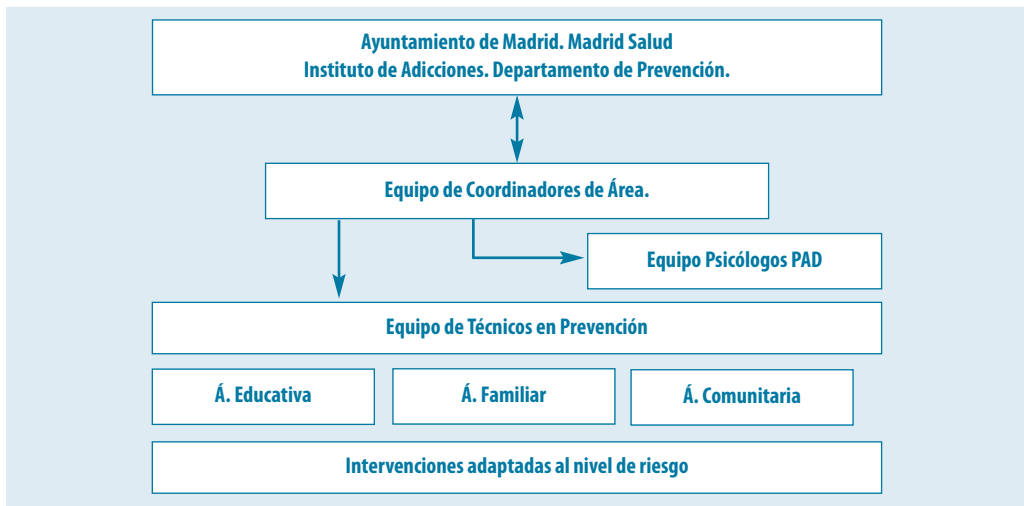 Ayuntamiento de Madrid. Madrid Salud
Instituto de Adicciones. Departamento de Prevención.
Equipo de Coordinadores de Área.
Equipo Psicólogos PAD
Equipo de Técnicos en Prevención
Á. Educativa
Á. Familiar
Á. Comunitaria
Intervenciones adaptadas al nivel de riesgo